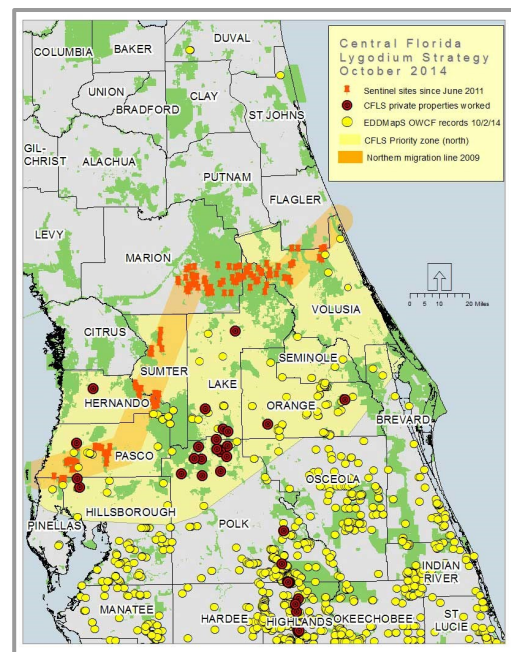 Central Florida
Lygodium Strategy
October 2014
Sentinel sites since June 2011
CFLS private properties worked
EDDMapS OWCF records 10/2/14
CFLS Priority zone (north)
Northern migration line 2009
DUVAL
BAKER
COLUMBIA
UNION
CLAY
BRADFORD
ST JOHNS
GIL-
CHRIST
ALACHUA
PUTNAM
FLAGLER
LEVY
MARION
VOLUSIA
0 5 10 20 Miles
CITRUS
SUMTER
SEMINOLE
LAKE
HERNANDO
ORANGE
BREVARD
PASCO
OSCEOLA
HILLSBOROUGH
POLK
PINELLAS
INDIAN
RIVER
MANATEE
HARDEE
HIGHLANDS
OKEECHOBEE
ST
LUCIE